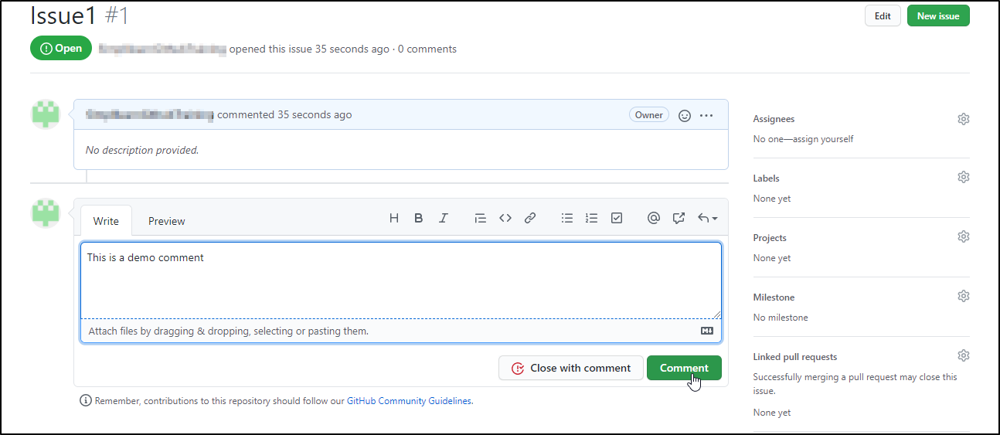 Issue1 #1
Edit
New issue
Open
opened this issue 35 seconds ago · 0 comments
commented 35 seconds ago
Owner
No description provided.
Write
Preview
This is a demo comment
Attach files by dragging & dropping, selecting or pasting them.
Close with comment
Comment
Remember, contributions to this repository should follow our GitHub Community Guidelines.
Assignees
No one—assign yourself
Labels
None yet
Projects
None yet
Milestone
No milestone
Linked pull requests
Successfully merging a pull request may close this
issue.
None yet